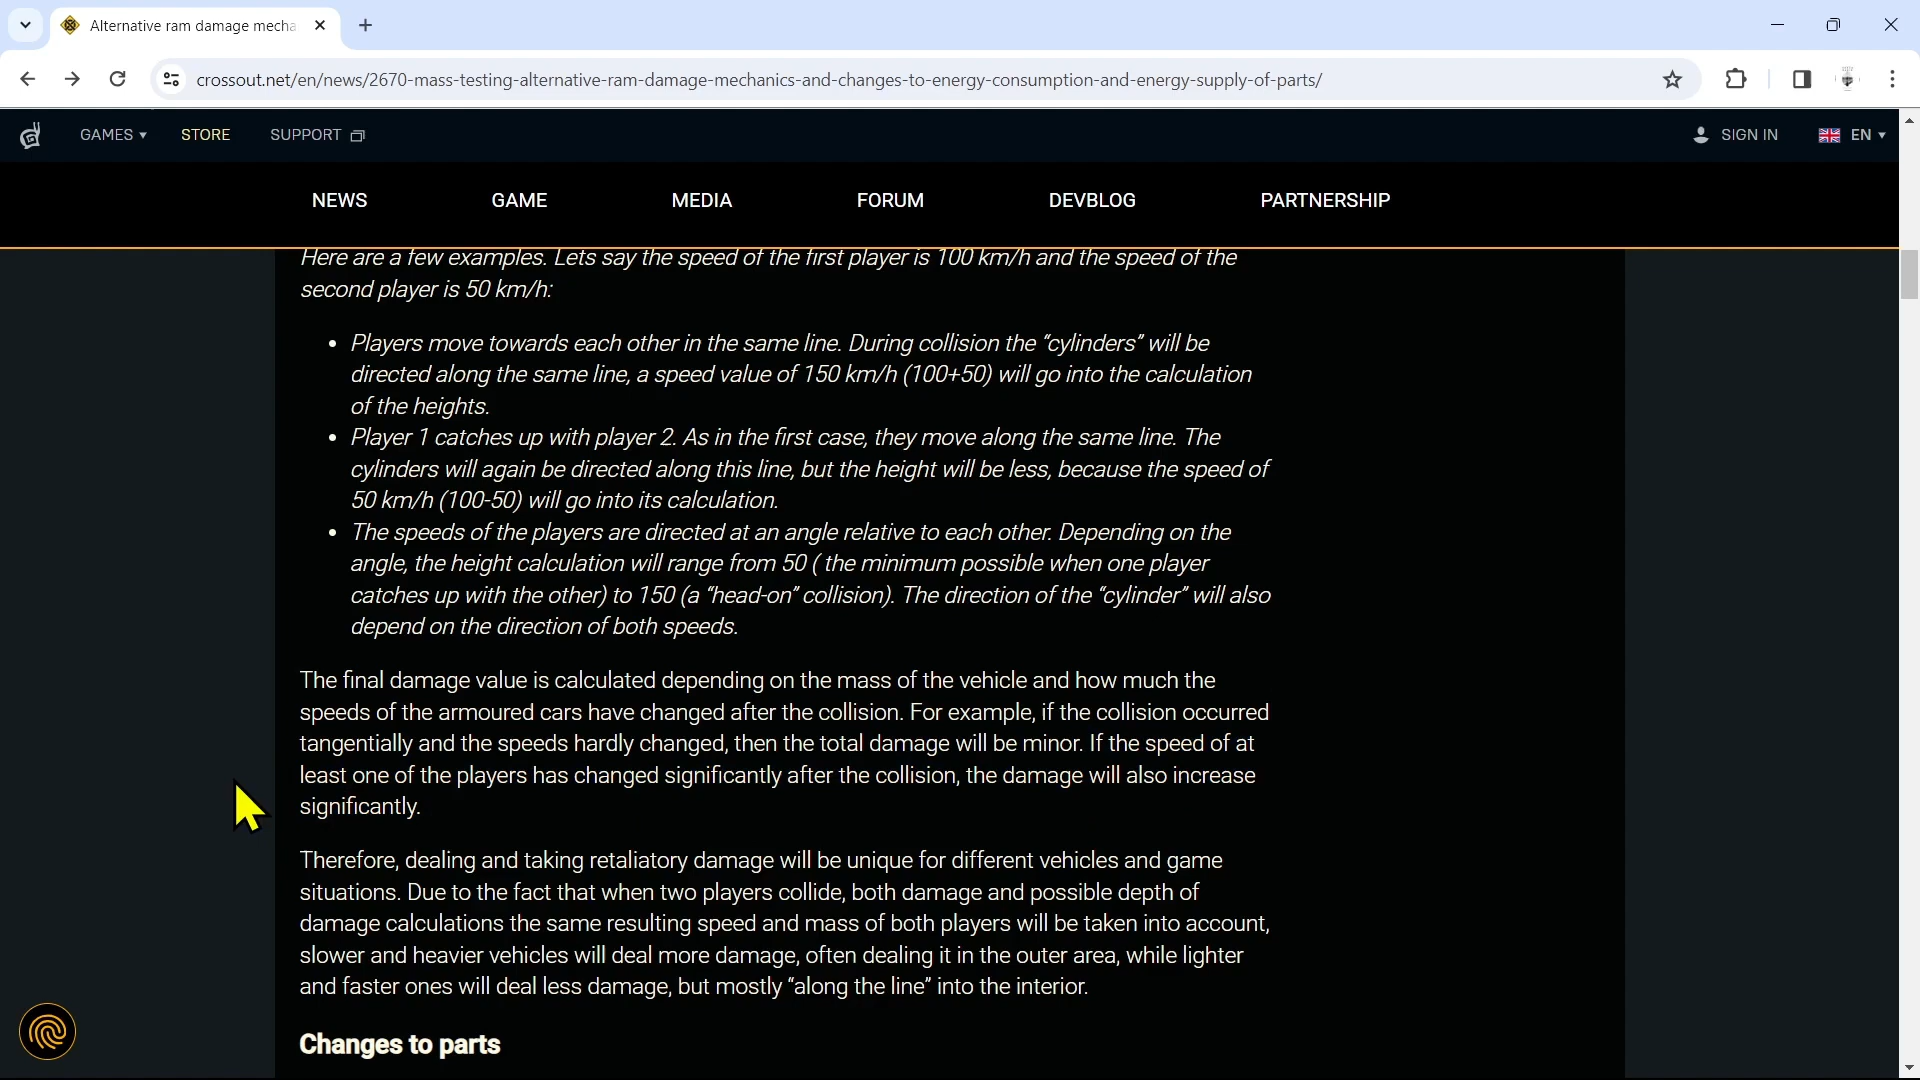 Alternative ram damage mecha
crossout.net/en/news/2670-mass-testing-alternative-ram-damage-mechanics-and-changes-to-energy-consumption-and-energy-supply-of-parts/
GAMES STORE SUPPORT SIGN IN EN
NEWS GAME MEDIA FORUM DEVBLOG PARTNERSHIP
Here are a few examples. Lets say the speed of the first player is 100 km/h and the speed of the
second player is 50 km/h:
• Players move towards each other in the same line. During collision the “cylinders” will be
directed along the same line, a speed value of 150 km/h (100+50) will go into the calculation
of the heights.
• Player 1 catches up with player 2. As in the first case, they move along the same line. The
cylinders will again be directed along this line, but the height will be less, because the speed of
50 km/h (100-50) will go into its calculation.
• The speeds of the players are directed at an angle relative to each other. Depending on the
angle, the height calculation will range from 50 ( the minimum possible when one player
catches up with the other) to 150 (a “head-on” collision). The direction of the “cylinder” will also
depend on the direction of both speeds.
The final damage value is calculated depending on the mass of the vehicle and how much the
speeds of the armoured cars have changed after the collision. For example, if the collision occurred
tangentially and the speeds hardly changed, then the total damage will be minor. If the speed of at
least one of the players has changed significantly after the collision, the damage will also increase
significantly.
Therefore, dealing and taking retaliatory damage will be unique for different vehicles and game
situations. Due to the fact that when two players collide, both damage and possible depth of
damage calculations the same resulting speed and mass of both players will be taken into account,
slower and heavier vehicles will deal more damage, often dealing it in the outer area, while lighter
and faster ones will deal less damage, but mostly “along the line” into the interior.
Changes to parts